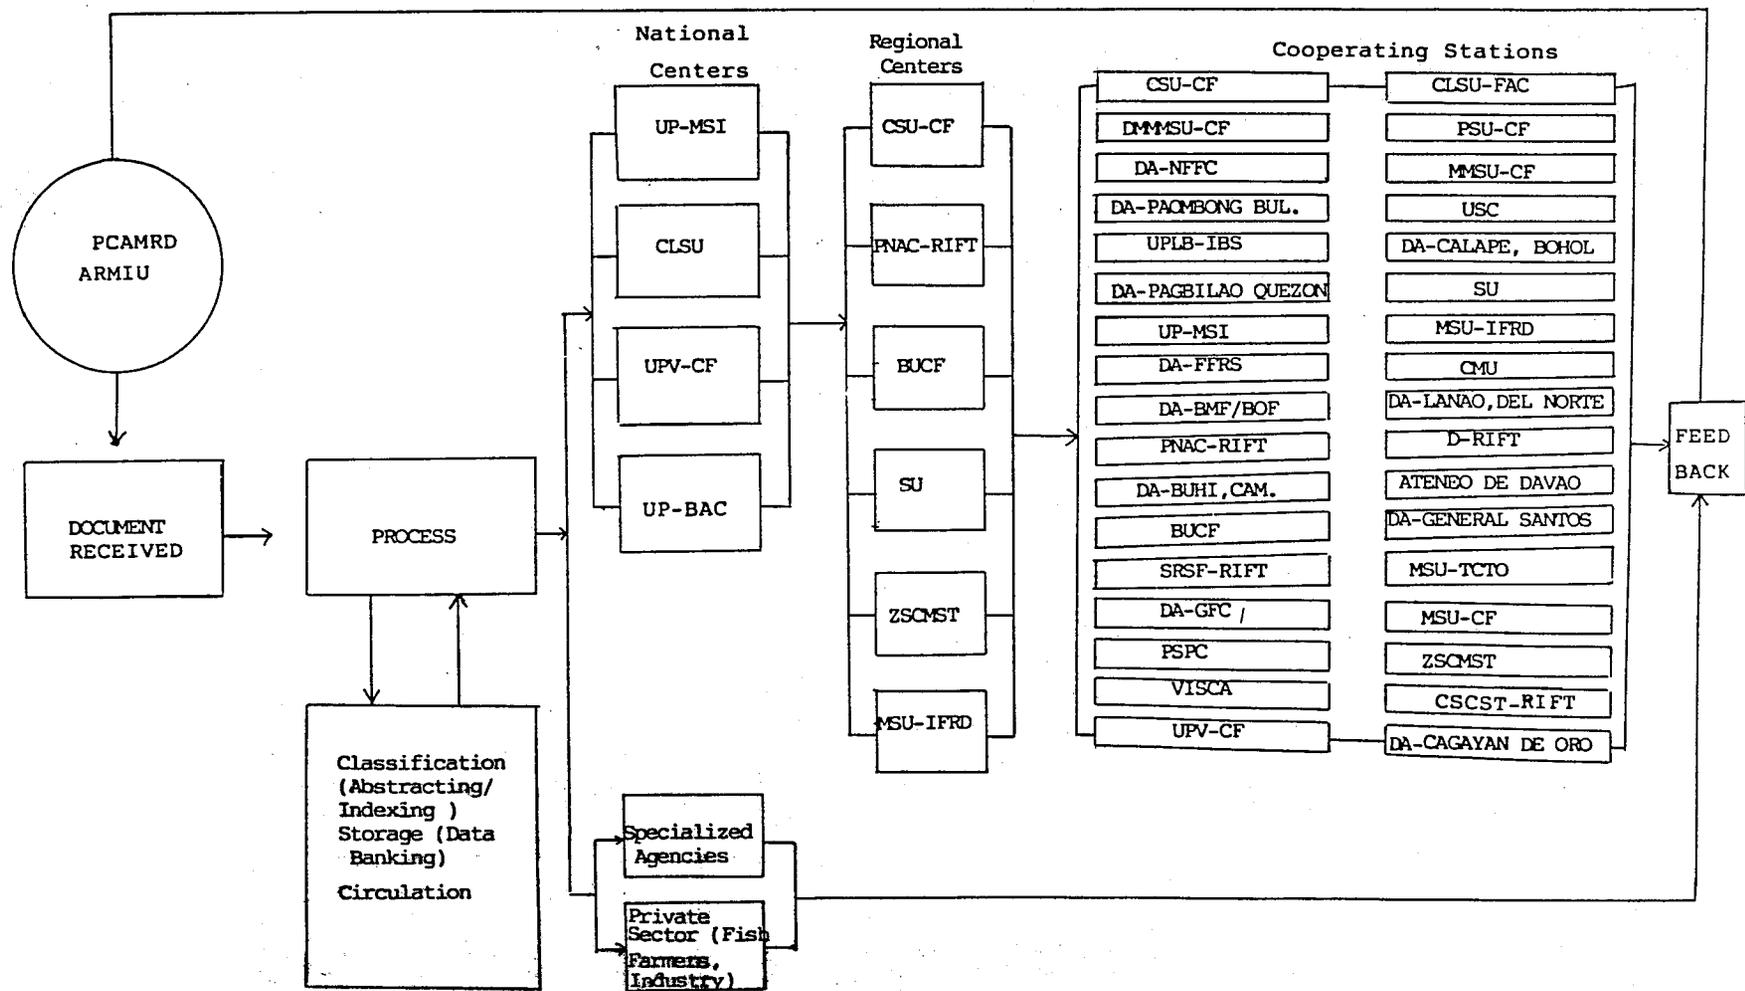 National
Centers
Regional
Centers
Cooperating Stations
PCAMRD
ARMIU
DOCUMENT
RECEIVED
PROCESS
Classification
(Abstracting/
Indexing )
Storage (Data
Banking)
Circulation
UP-MSI
CLSU
UPV-CF
UP-BAC
Specialized
Agencies
Private
Sector (Fish
Farmers,
Industry)
CSU-CF
PNAC-RIFT
BUCF
SU
ZSCMST
MSU-IFRD
CSU-CF
DMMMSU-CF
DA-NFFC
DA-PAOMBONG BUL.
UPLB-IBS
DA-PAGBILAO QUEZON
UP-MSI
DA-FFRS
DA-BMF/BOF
PNAC-RIFT
DA-BUHI,CAM.
BUCF
SRSF-RIFT
DA-GFC /
PSPC
VISCA
UPV-CF
CLSU-FAC
PSU-CF
MMSU-CF
USC
DA-CALAPE, BOHOL
SU
MSU-IFRD
CMU
DA-LANAO,DEL NORTE
D-RIFT
ATENEO DE DAVAO
DA-GENERAL SANTOS
MSU-TCTO
MSU-CF
ZSCMST
CSCST-RIFT
DA-CAGAYAN DE ORO
FEED
BACK